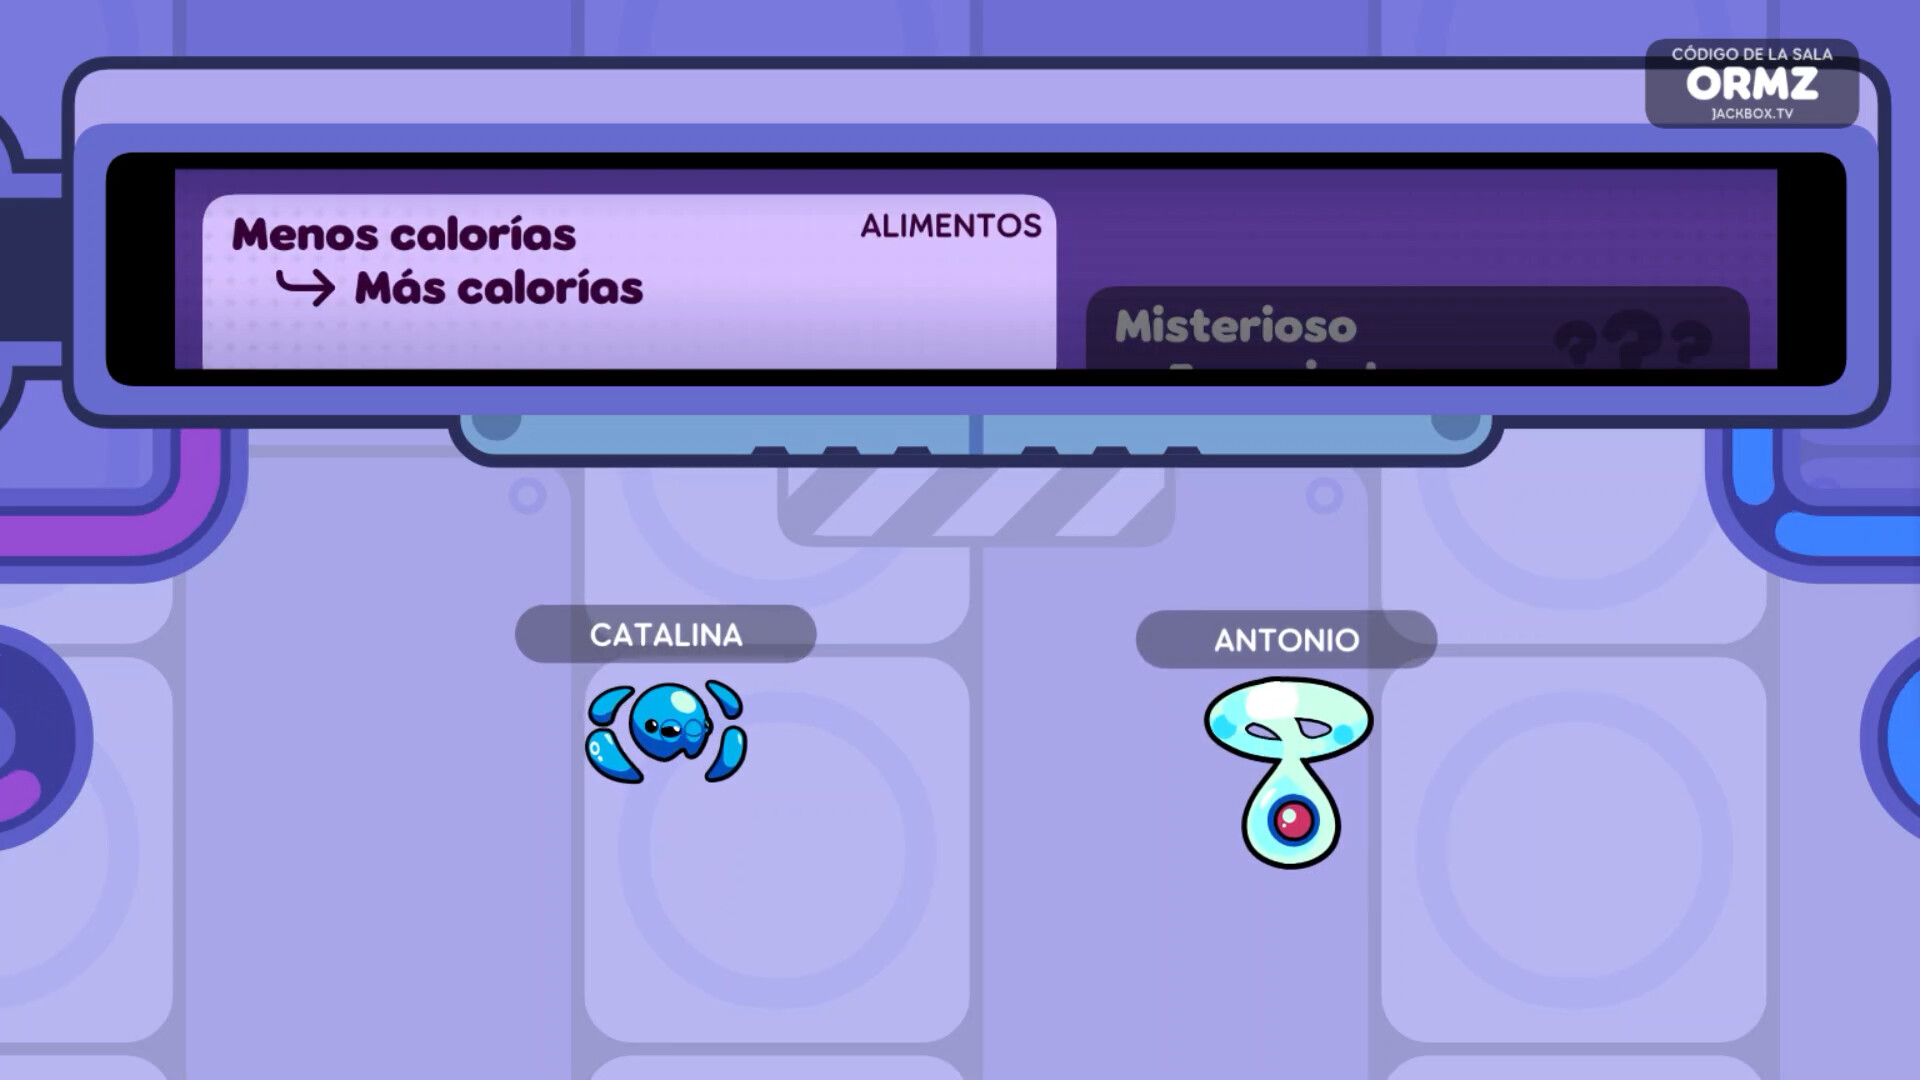 CÓDIGO DE LA SALA
ORMZ
JACKBOX.TV
Menos calorías
↪ Más calorías
ALIMENTOS
Misterioso
???
CATALINA
ANTONIO